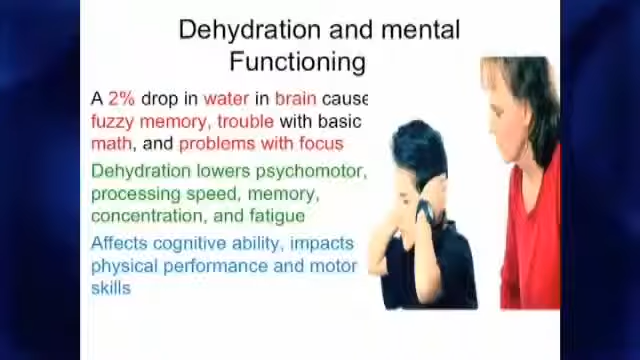 Dehydration and mental
Functioning
A 2% drop in water in brain cause
fuzzy memory, trouble with basic
math, and problems with focus
Dehydration lowers psychomotor,
processing speed, memory,
concentration, and fatigue
Affects cognitive ability, impacts
physical performance and motor
skills